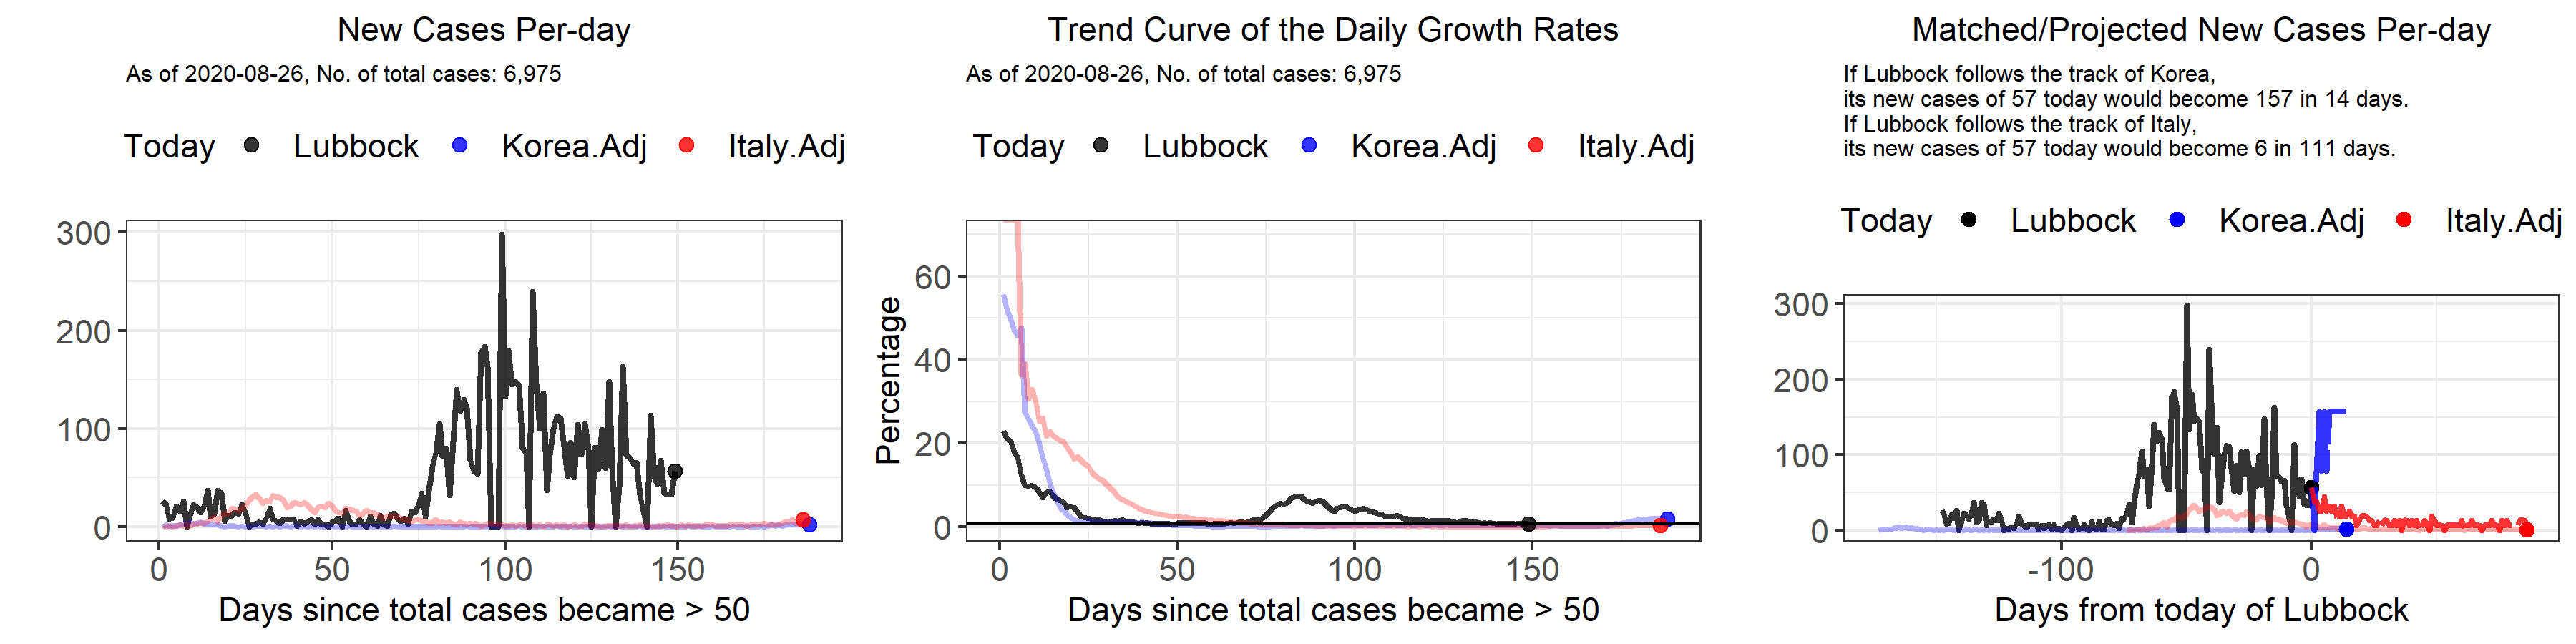 New Cases Per-day
As of 2020-08-26, No. of total cases: 6,975
Today Lubbock Korea.Adj Italy.Adj
300
200
100
0
0 50 100 150
Days since total cases became > 50
Trend Curve of the Daily Growth Rates
As of 2020-08-26, No. of total cases: 6,975
Today Lubbock Korea.Adj Italy.Adj
Percentage
60
40
20
0
0 50 100 150
Days since total cases became > 50
Matched/Projected New Cases Per-day
If Lubbock follows the track of Korea,
its new cases of 57 today would become 157 in 14 days.
If Lubbock follows the track of Italy,
its new cases of 57 today would become 6 in 111 days.
Today Lubbock Korea.Adj Italy.Adj
300
200
100
0
-100 0
Days from today of Lubbock